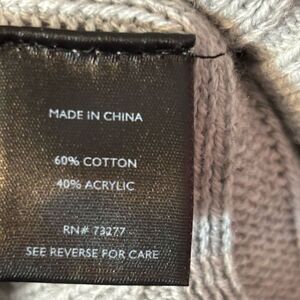 MADE IN CHINA
60% COTTON
40% ACRYLIC
RN# 73277
SEE REVERSE FOR CARE